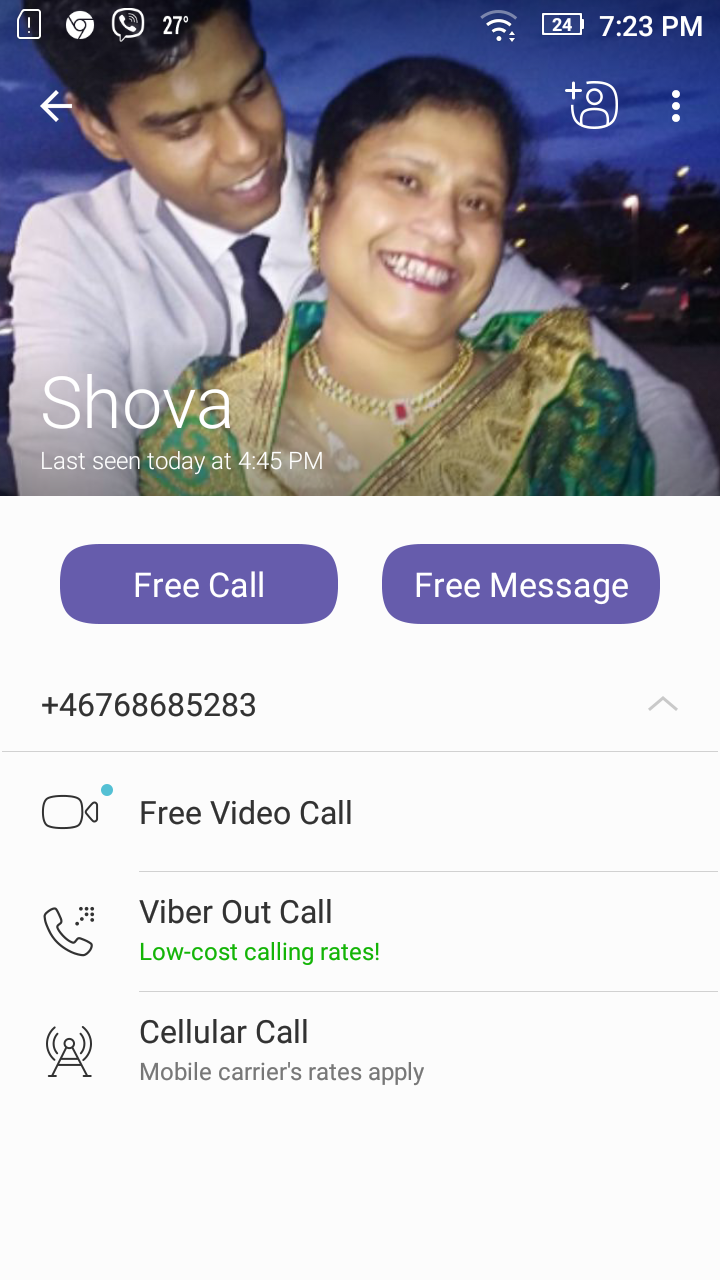 27°
24
7:23 PM
Shova
Last seen today at 4:45 PM
Free Call
Free Message
+46768685283
Free Video Call
Viber Out Call
Low-cost calling rates!
Cellular Call
Mobile carrier's rates apply